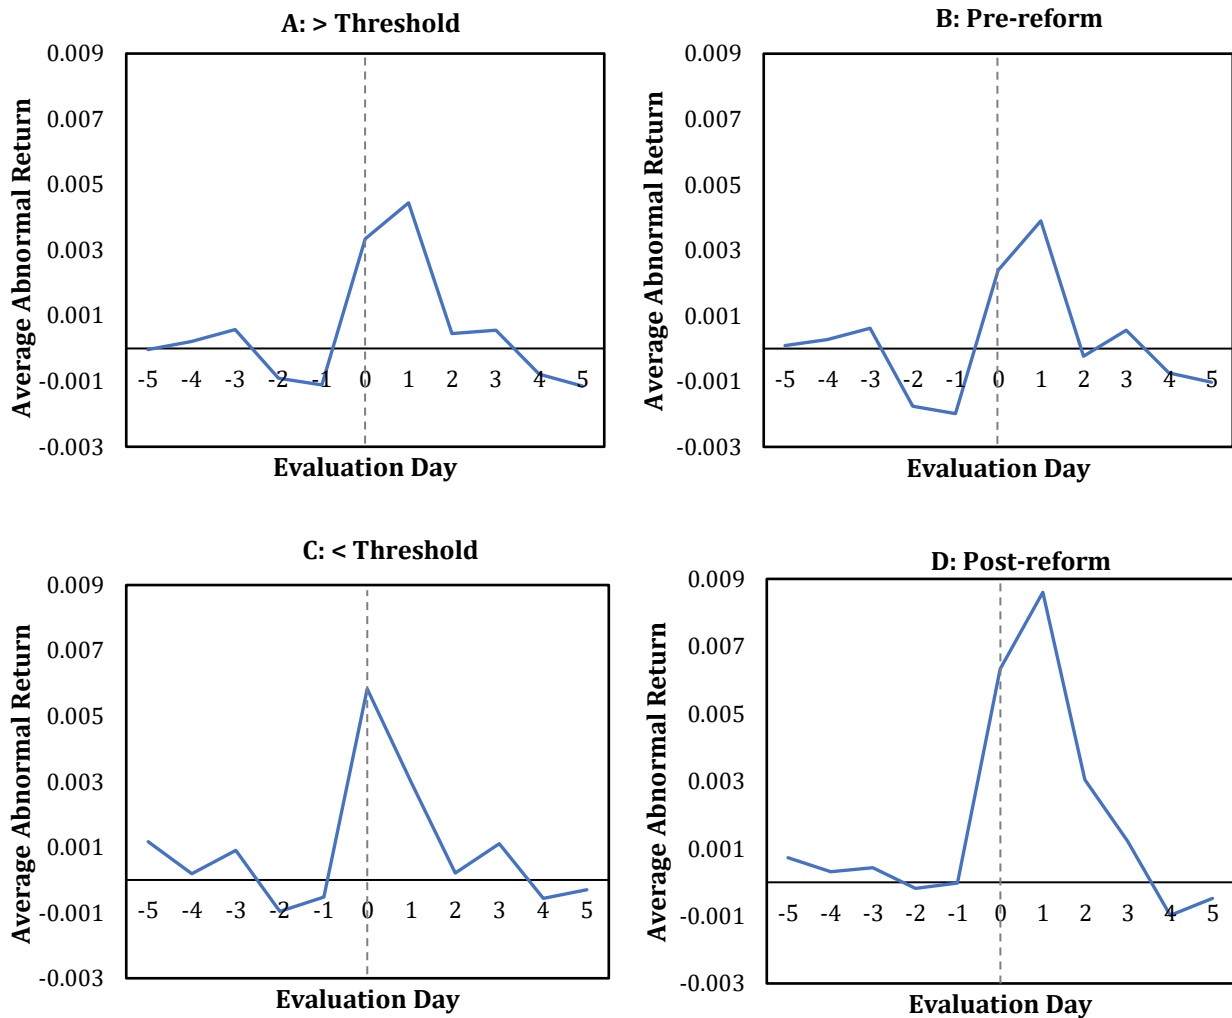 A: > Threshold
0.009
0.007
0.005
0.003
0.001
-0.001
-0.003
Average Abnormal Return
-5 -4 -3 -2 -1 0 1 2 3 4 5
Evaluation Day
B: Pre-reform
0.009
0.007
0.005
0.003
0.001
-0.001
-0.003
Average Abnormal Return
-5 -4 -3 -2 -1 0 1 2 3 4 5
Evaluation Day
C: < Threshold
0.009
0.007
0.005
0.003
0.001
-0.001
-0.003
Average Abnormal Return
-5 -4 -3 -2 -1 0 1 2 3 4 5
Evaluation Day
D: Post-reform
0.009
0.007
0.005
0.003
0.001
-0.001
-0.003
Average Abnormal Return
-5 -4 -3 -2 -1 0 1 2 3 4 5
Evaluation Day